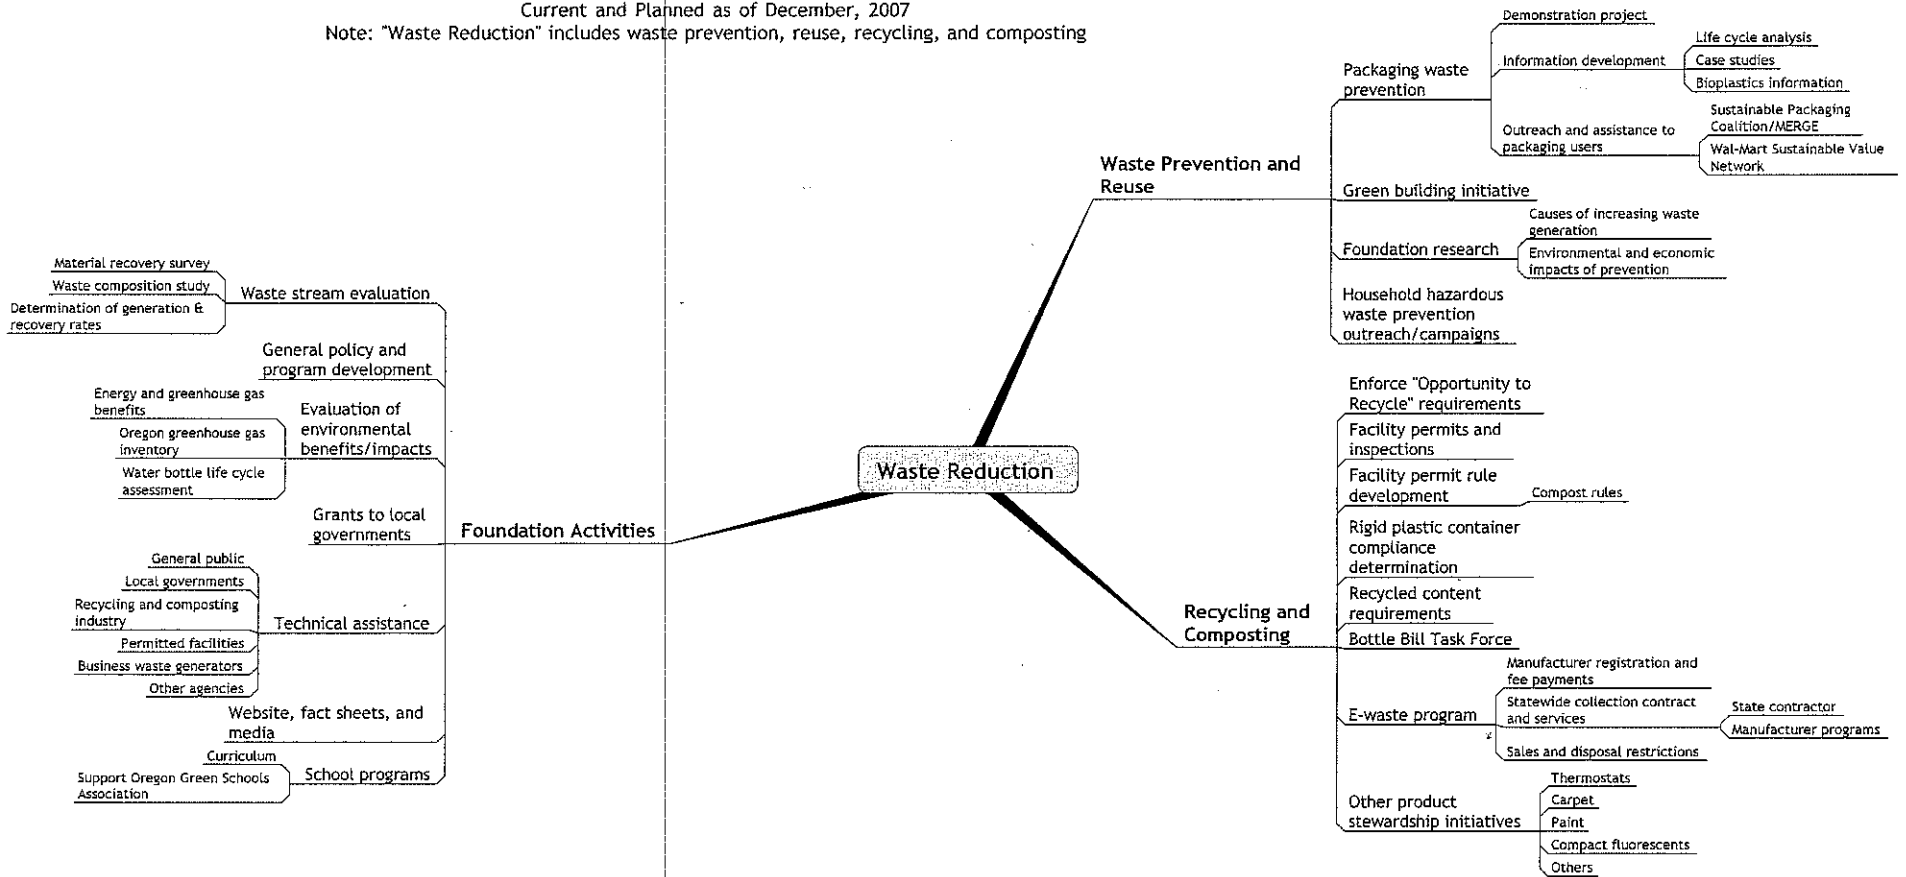 Current and Planned as of December, 2007
Note: "Waste Reduction" includes waste prevention, reuse, recycling, and composting
Waste Reduction
Waste Prevention and
Reuse
Packaging waste
prevention
Demonstration project
Information development
Life cycle analysis
Case studies
Bioplastics information
Outreach and assistance to
packaging users
Sustainable Packaging
Coalition/MERGE
Wal-Mart Sustainable Value
Network
Green building initiative
Foundation research
Causes of increasing waste
generation
Environmental and economic
impacts of prevention
Household hazardous
waste prevention
outreach/campaigns
Recycling and
Composting
Enforce "Opportunity to
Recycle" requirements
Facility permits and
inspections
Facility permit rule
development
Compost rules
Rigid plastic container
compliance
determination
Recycled content
requirements
Bottle Bill Task Force
E-waste program
Manufacturer registration and
fee payments
Statewide collection contract
and services
State contractor
Manufacturer programs
Sales and disposal restrictions
Other product
stewardship initiatives
Thermostats
Carpet
Paint
Compact fluorescents
Others
Foundation Activities
Waste stream evaluation
Material recovery survey
Waste composition study
Determination of generation &
recovery rates
General policy and
program development
Evaluation of
environmental
benefits/impacts
Energy and greenhouse gas
benefits
Oregon greenhouse gas
inventory
Water bottle life cycle
assessment
Grants to local
governments
Technical assistance
General public
Local governments
Recycling and composting
industry
Permitted facilities
Business waste generators
Other agencies
Website, fact sheets, and
media
School programs
Curriculum
Support Oregon Green Schools
Association